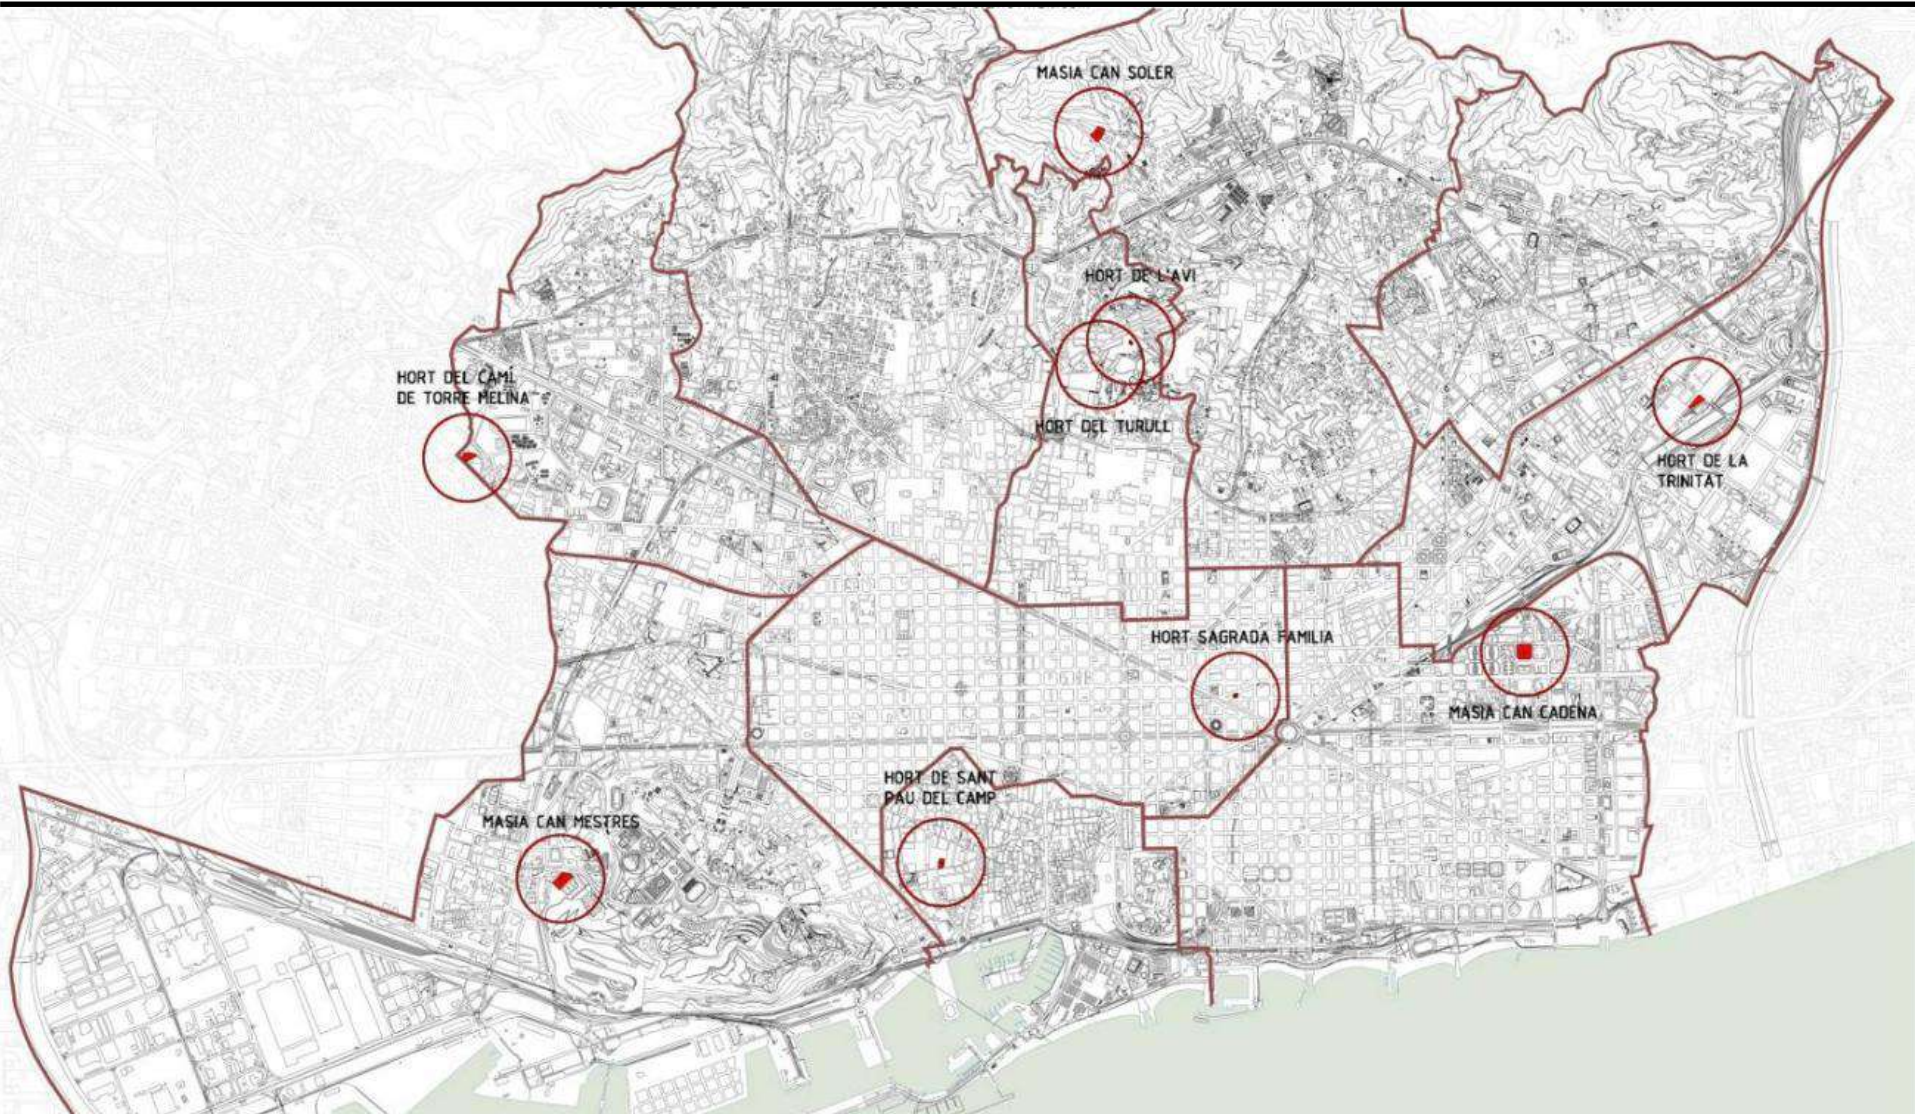 MASIA CAN SOLER
HORT DE L'AVI
HORT DEL CAMÍ
DE TORRE MELINA
HORT DEL TURULL
HORT DE LA
TRINITAT
HORT SAGRADA FAMILIA
MASIA CAN CADENA
HORT DE SANT
PAU DEL CAMP
MASIA CAN MESTRES